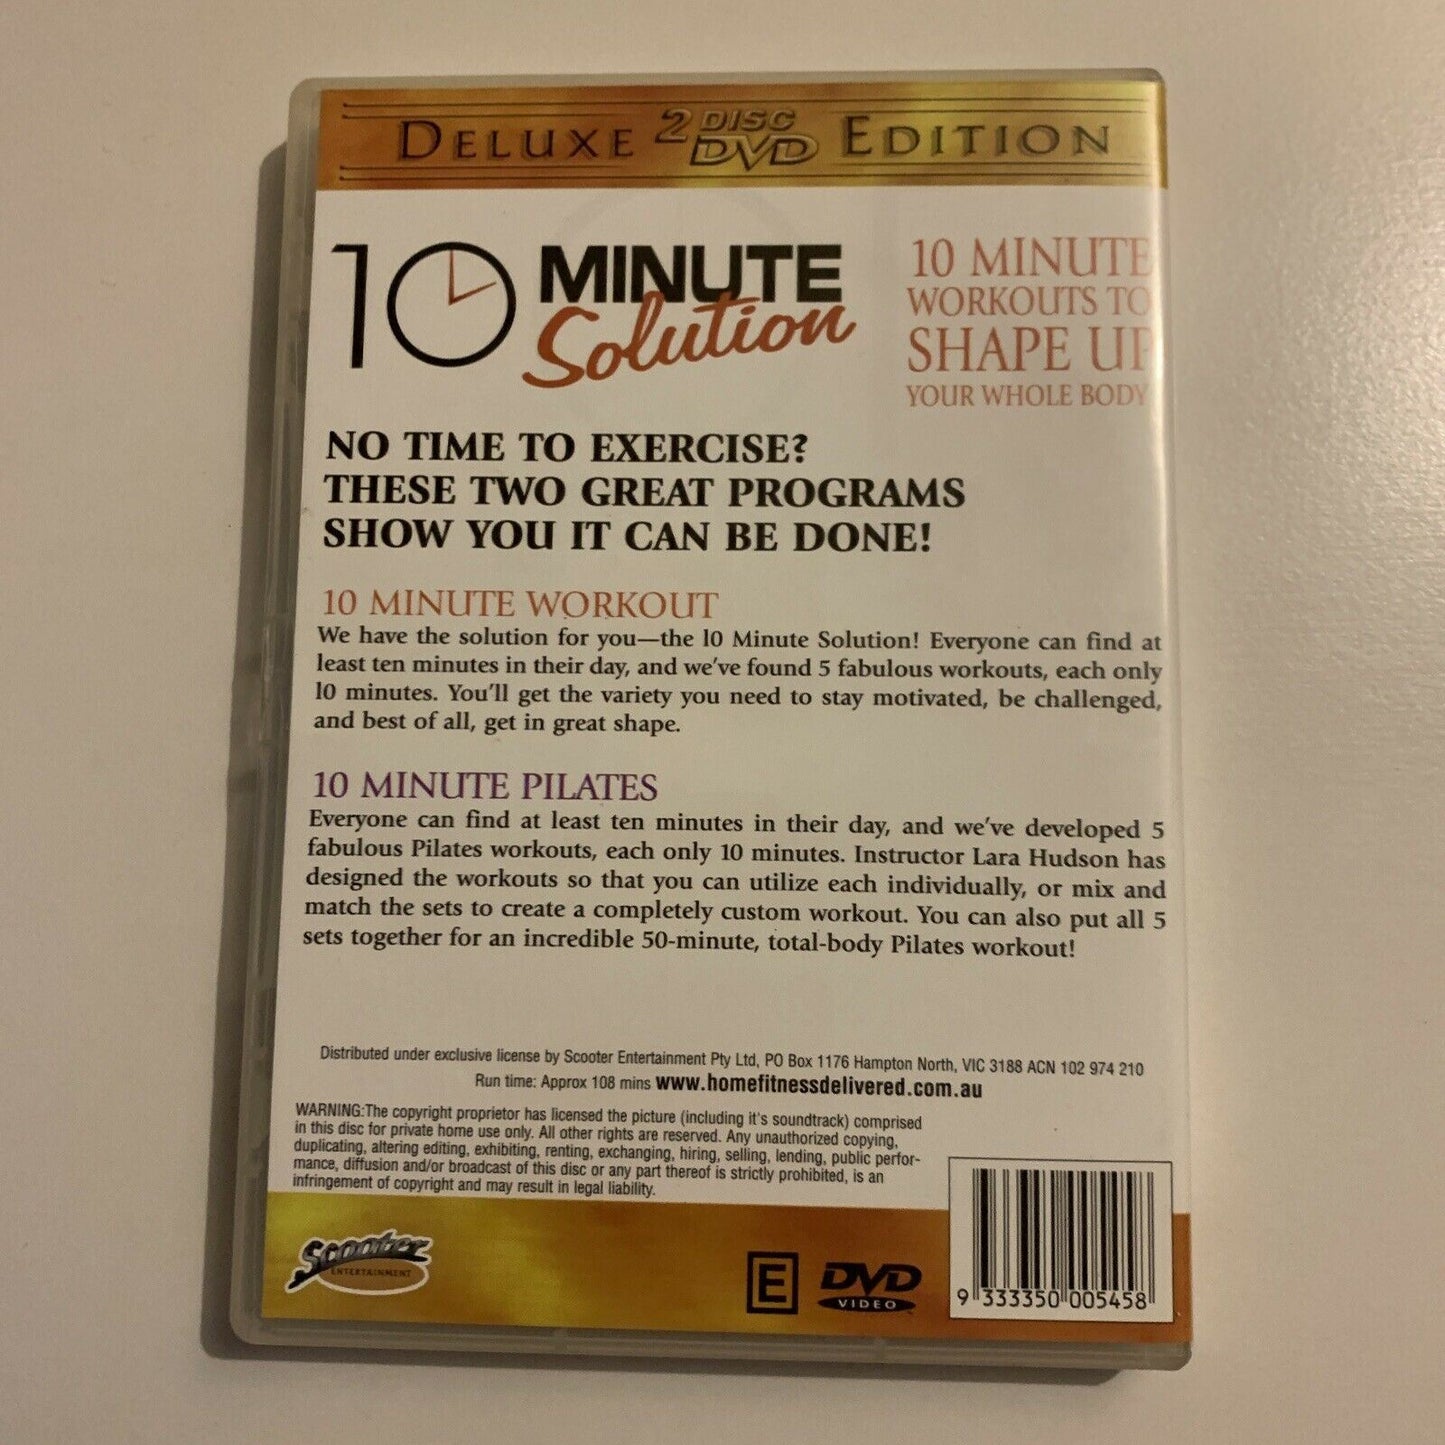 DELUXE 2 DISC DVD EDITION
10 MINUTE
Solution
10 MINUTE
WORKOUTS TO
SHAPE UP
YOUR WHOLE BODY
NO TIME TO EXERCISE?
THESE TWO GREAT PROGRAMS
SHOW YOU IT CAN BE DONE!
10 MINUTE WORKOUT
We have the solution for you—the 10 Minute Solution! Everyone can find at
least ten minutes in their day, and we've found 5 fabulous workouts, each only
10 minutes. You'll get the variety you need to stay motivated, be challenged,
and best of all, get in great shape.
10 MINUTE PILATES
Everyone can find at least ten minutes in their day, and we've developed 5
fabulous Pilates workouts, each only 10 minutes. Instructor Lara Hudson has
designed the workouts so that you can utilize each individually, or mix and
match the sets to create a completely custom workout. You can also put all 5
sets together for an incredible 50-minute, total-body Pilates workout!
Distributed under exclusive license by Scooter Entertainment Pty Ltd, PO Box 1176 Hampton North, VIC 3188 ACN 102 974 210
Run time: Approx 108 mins www.homefitnessdelivered.com.au
WARNING:The copyright proprietor has licensed the picture (including it's soundtrack) comprised
in this disc for private home use only. All other rights are reserved. Any unauthorized copying,
duplicating, altering editing, exhibiting, renting, exchanging, hiring, selling, lending, public perfor-
mance, diffusion and/or broadcast of this disc or any part thereof is strictly prohibited, is an
infringement of copyright and may result in legal liability.
Scooter
ENTERTAINMENT
E
DVD
VIDEO
9 333350 005458